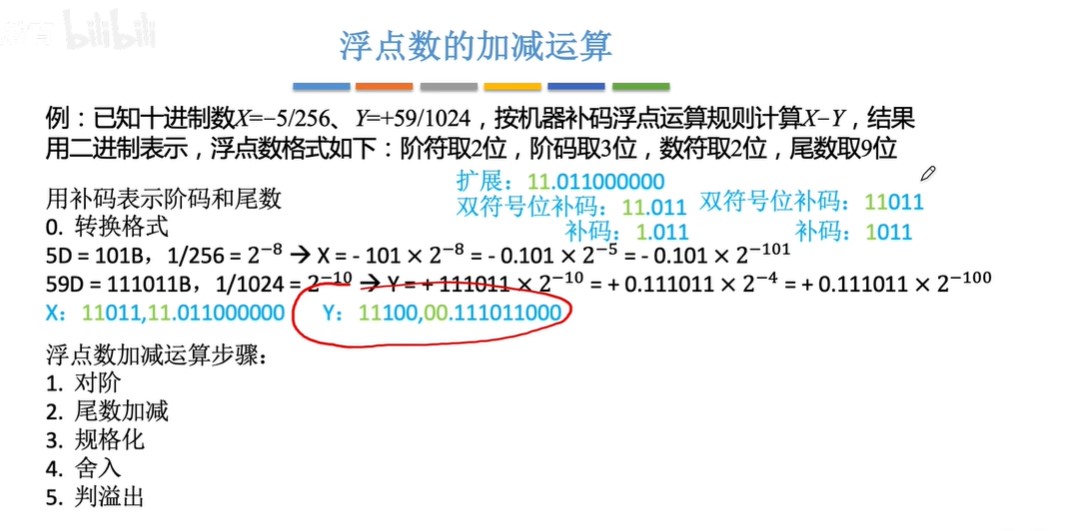 bilibili
浮点数的加减运算
例：已知十进制数X=−5/256、Y=+59/1024，按机器补码浮点运算规则计算X−Y，结果
用二进制表示，浮点数格式如下：阶符取2位，阶码取3位，数符取2位，尾数取9位
扩展：11.011000000
用补码表示阶码和尾数
双符号位补码：11.011 双符号位补码：11011
0. 转换格式
补码：1.011 补码：1011
5D = 101B，1/256 = 2⁻⁸ → X = - 101 × 2⁻⁸ = - 0.101 × 2⁻⁵ = - 0.101 × 2⁻¹⁰¹
59D = 111011B，1/1024 = 2⁻¹⁰ → Y = + 111011 × 2⁻¹⁰ = + 0.111011 × 2⁻⁴ = + 0.111011 × 2⁻¹⁰⁰
X：11011,11.011000000 Y：11100,00.111011000
浮点数加减运算步骤：
1. 对阶
2. 尾数加减
3. 规格化
4. 舍入
5. 判溢出